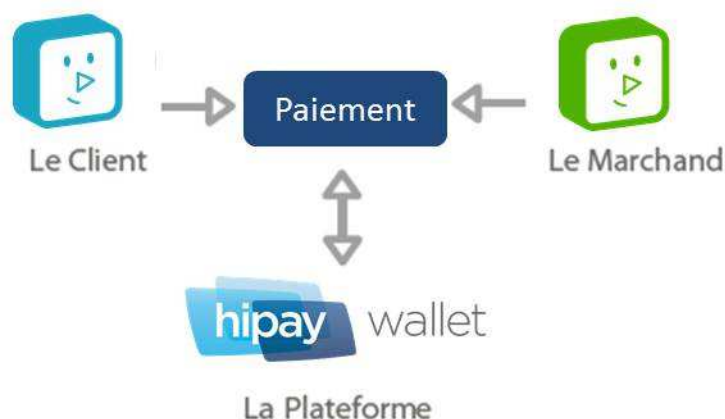 Paiement
Le Client
Le Marchand
hipay wallet
La Plateforme